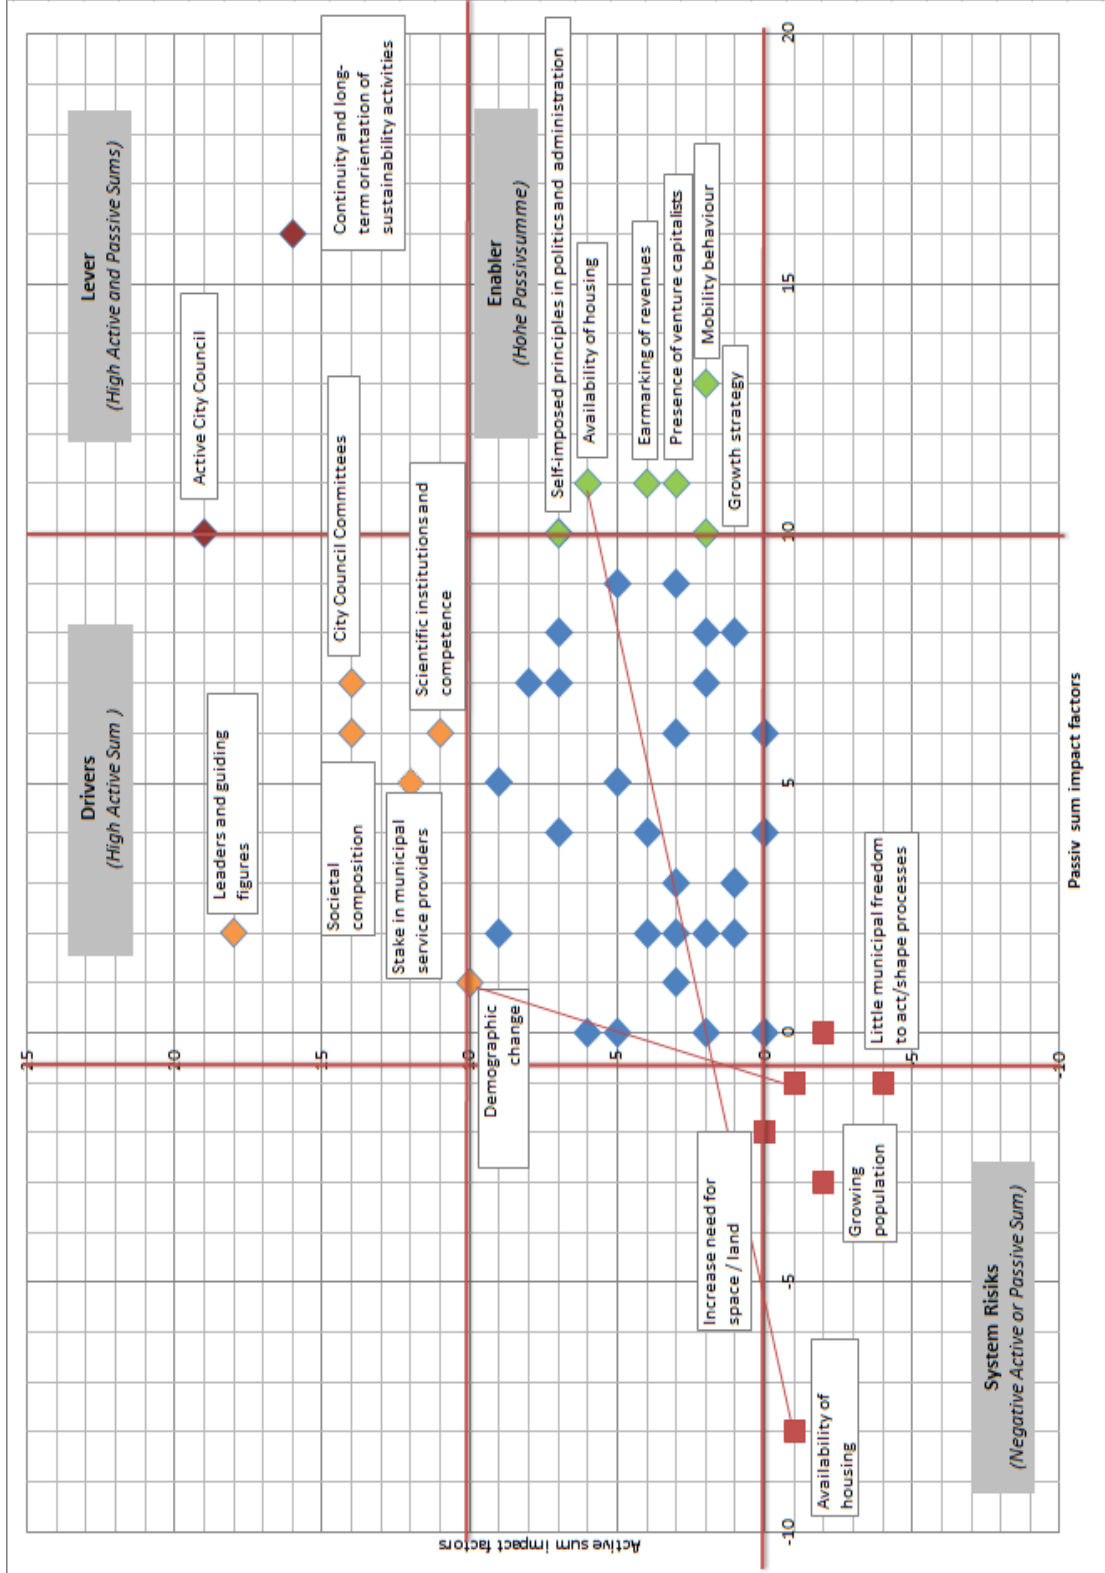 Drivers
(High Active Sum )
Lever
(High Active and Passive Sums)
Leaders and guiding
figures
Active City Council
City Council Committees
Continuity and long-
term orientation of
sustainability activities
Societal
composition
Stake in municipal
service providers
Scientific institutions and
competence
Demographic
change
Enabler
(Hohe Passivsumme)
Self-imposed principles in politics and administration
Availability of housing
Earmarking of revenues
Presence of venture capitalists
Mobility behaviour
Growth strategy
Increase need for
space / land
Availability of
housing
Growing
population
Little municipal freedom
to act/shape processes
System Risiks
(Negative Active or Passive Sum)
Active sum impact factors
25
20
15
10
5
0
-5
-10
-10
-5
0
5
10
15
20
Passiv sum impact factors